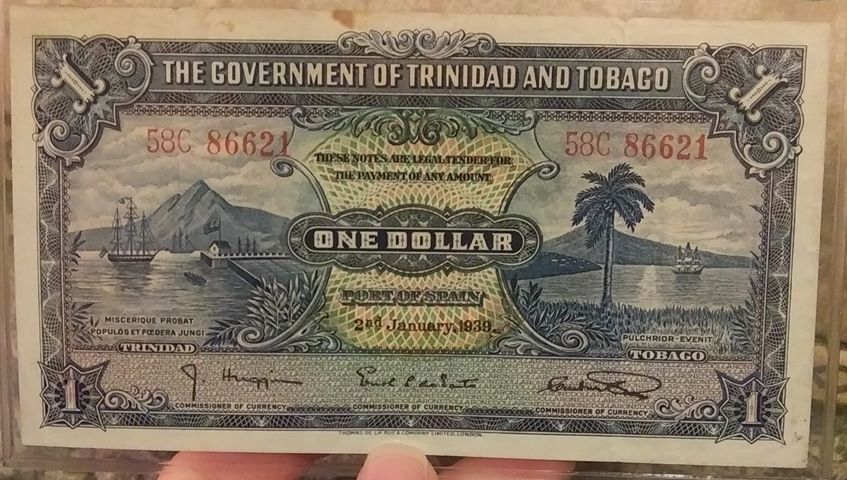 1 THE GOVERNMENT OF TRINIDAD AND TOBAGO 1
58C 86621 58C 86621
THESE NOTES ARE LEGAL TENDER FOR
THE PAYMENT OF ANY AMOUNT
ONE DOLLAR
PORT OF SPAIN
2nd January, 1939.
MISCERIQUE PROBAT
POPULOS ET FŒDERA JUNGI
TRINIDAD
PULCHRIOR-EVENIT
TOBAGO
COMMISSIONER OF CURRENCY. COMMISSIONER OF CURRENCY. COMMISSIONER OF CURRENCY.
1 1
THOMAS DE LA RUE & COMPANY LIMITED, LONDON.